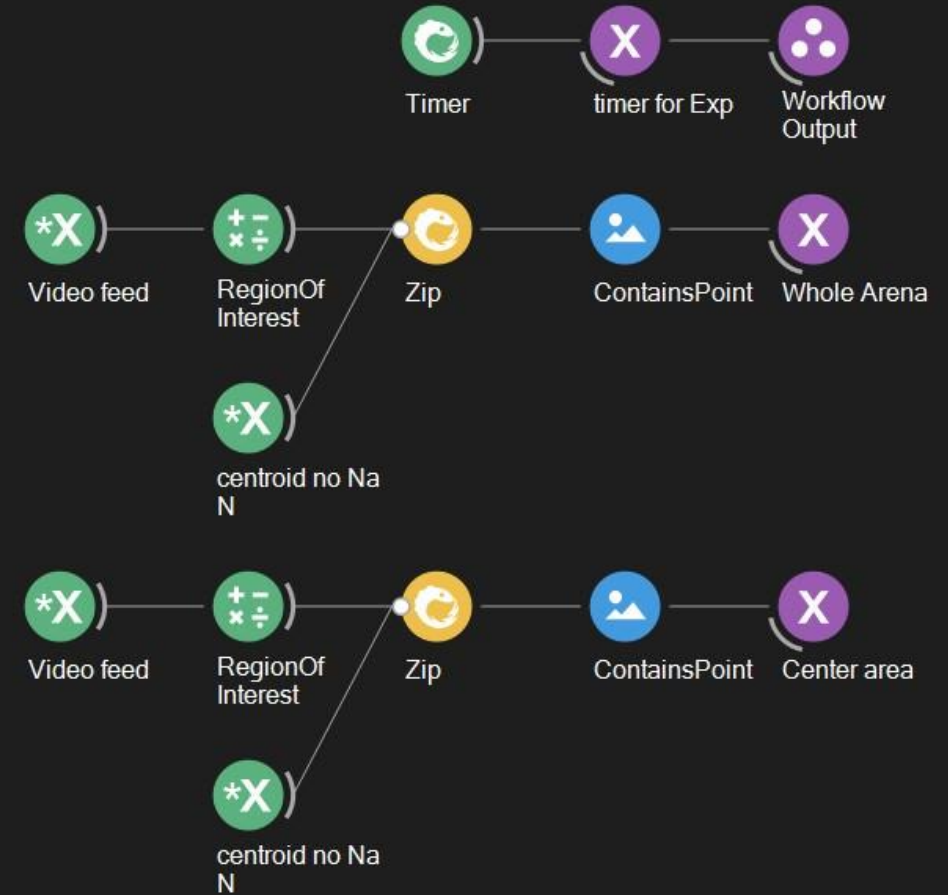 X
Timer
timer for Exp
Workflow
Output
*X
X
Video feed
RegionOf
Interest
Zip
ContainsPoint
Whole Arena
*X
centroid no Na
N
*X
X
Video feed
RegionOf
Interest
Zip
ContainsPoint
Center area
*X
centroid no Na
N